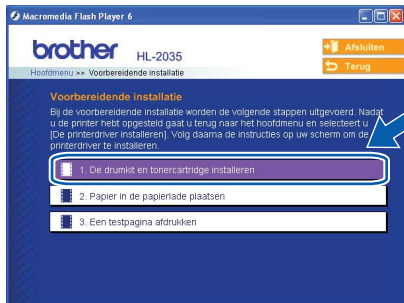 Macromedia Flash Player 6
brother HL-2035
Afsluiten
Terug
Hoofdmenu >> Voorbereidende installatie
Voorbereidende installatie
Bij de voorbereidende installatie worden de volgende stappen uitgevoerd. Nadat
u de printer hebt opgesteld gaat u terug naar het hoofdmenu en selecteert u
[De printerdriver installeren]. Volg daarna de instructies op uw scherm om de
printerdriver te installeren.
1. De drumkit en tonercartridge installeren
2. Papier in de papierlade plaatsen
3. Een testpagina afdrukken